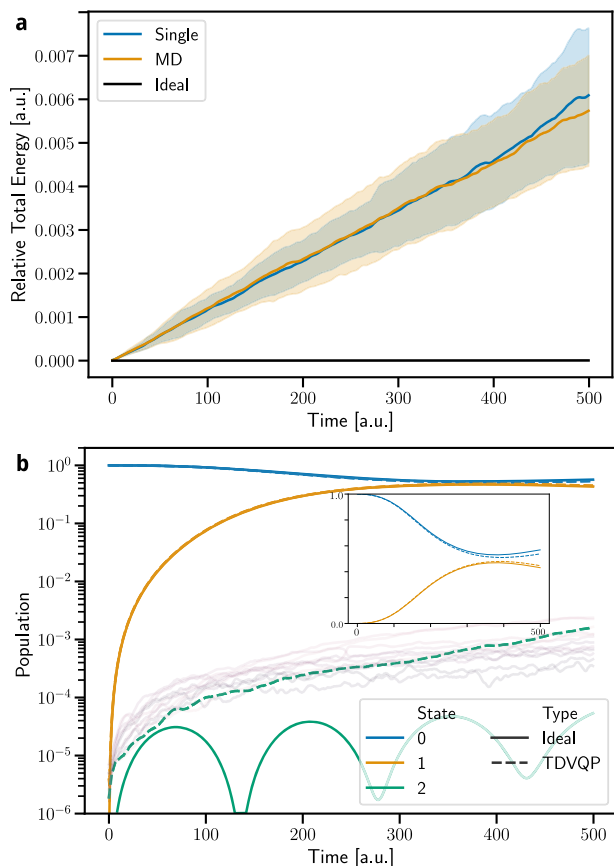 a
Single
MD
Ideal
Relative Total Energy [a.u.]
0.007
0.006
0.005
0.004
0.003
0.002
0.001
0.000
0 100 200 300 400 500
Time [a.u.]
b
Population
10^0
10^-1
10^-2
10^-3
10^-4
10^-5
10^-6
1.0
0.0
0 500
State Type
0 Ideal
1 TDVQP
2
0 100 200 300 400 500
Time [a.u.]